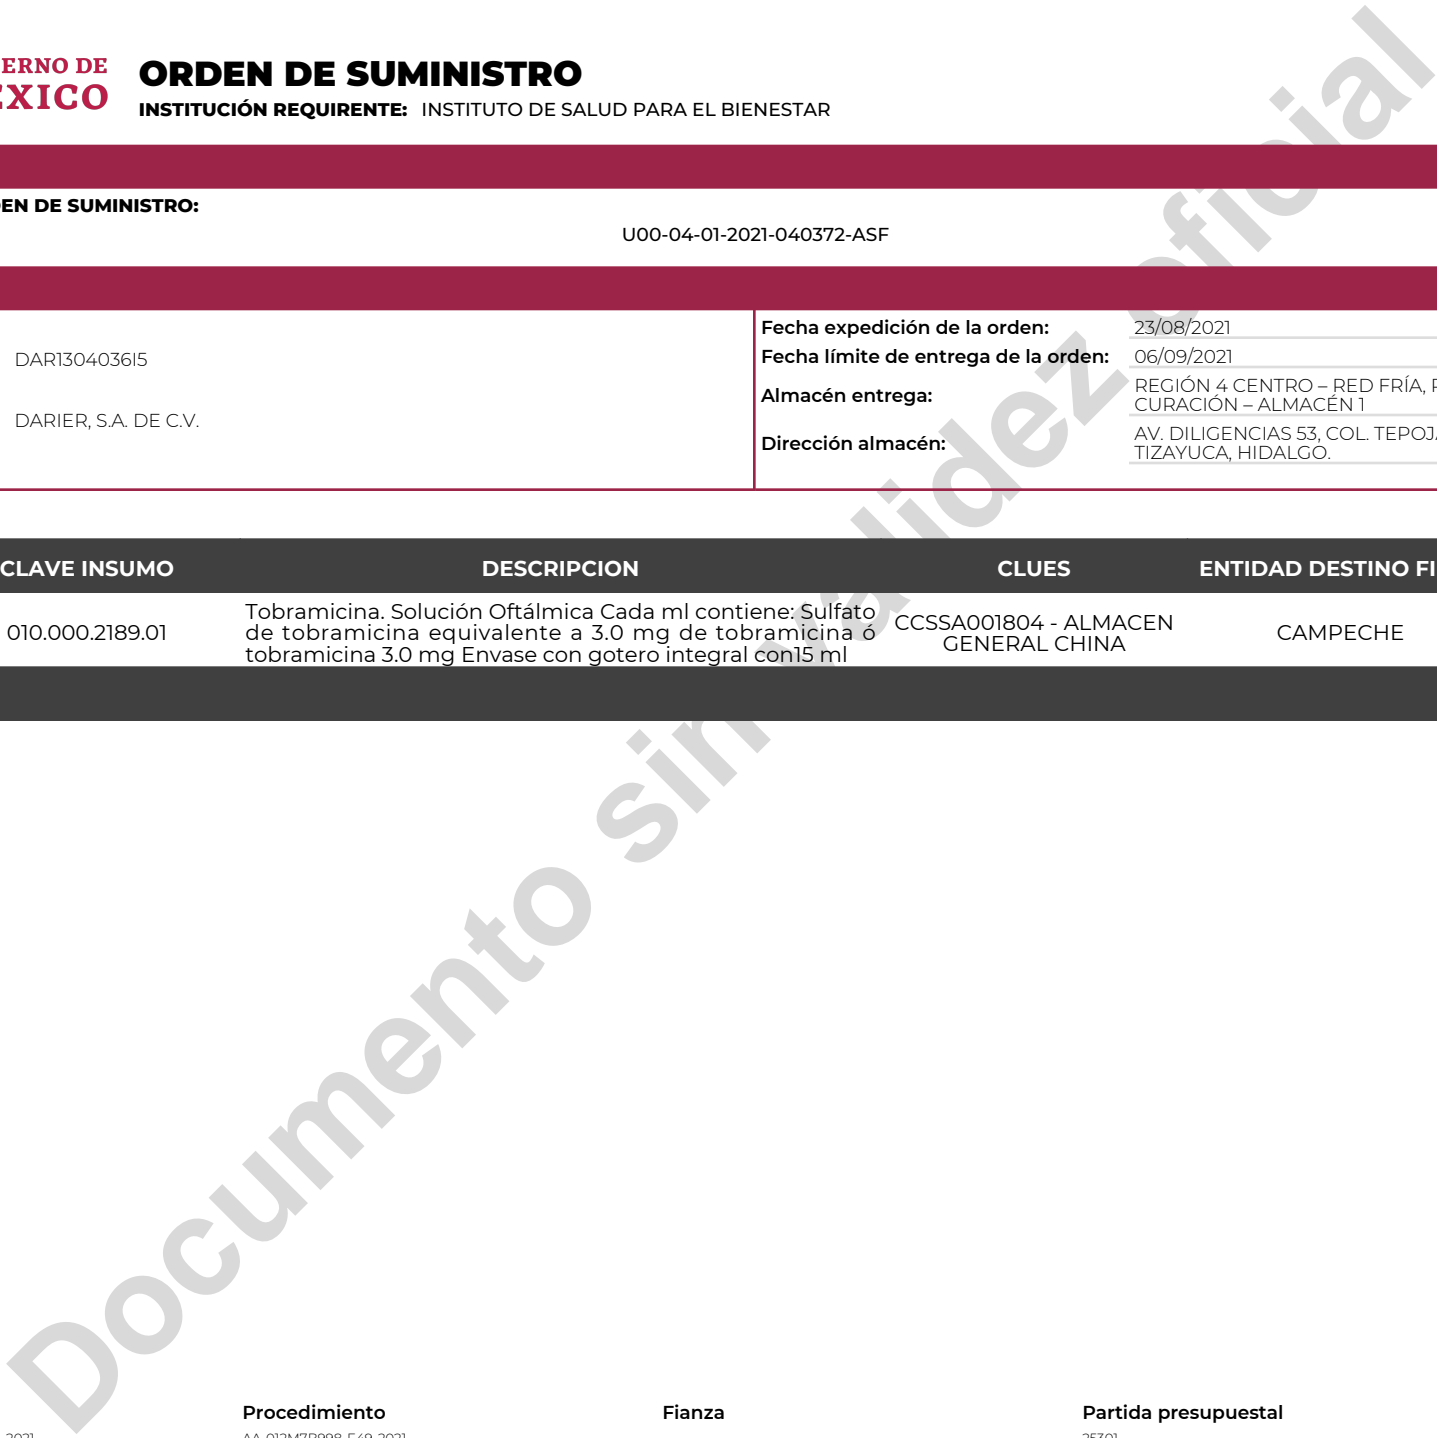 ORDEN DE SUMINISTRO
INSTITUCIÓN REQUIRENTE: INSTITUTO DE SALUD PARA EL BIENESTAR
DE SUMINISTRO:
U00-04-01-2021-040372-ASF
DAR1304036I5
DARIER, S.A. DE C.V.
Fecha expedición de la orden: 23/08/2021
Fecha límite de entrega de la orden: 06/09/2021
Almacén entrega: REGIÓN 4 CENTRO – RED FRÍA,
CURACIÓN – ALMACÉN 1
Dirección almacén: AV. DILIGENCIAS 53, COL.
TIZAYUCA, HIDALGO.
CLAVE INSUMO DESCRIPCION CLUES ENTIDAD DESTINO
010.000.2189.01
Tobramicina. Solución Oftálmica Cada ml contiene: Sulfato
de tobramicina equivalente a 3.0 mg de tobramicina ó
tobramicina 3.0 mg Envase con gotero integral con15 ml
CCSSA001804 - ALMACEN
GENERAL CHINA
CAMPECHE
Documento sin validez oficial
Procedimiento Fianza Partida presupuestal